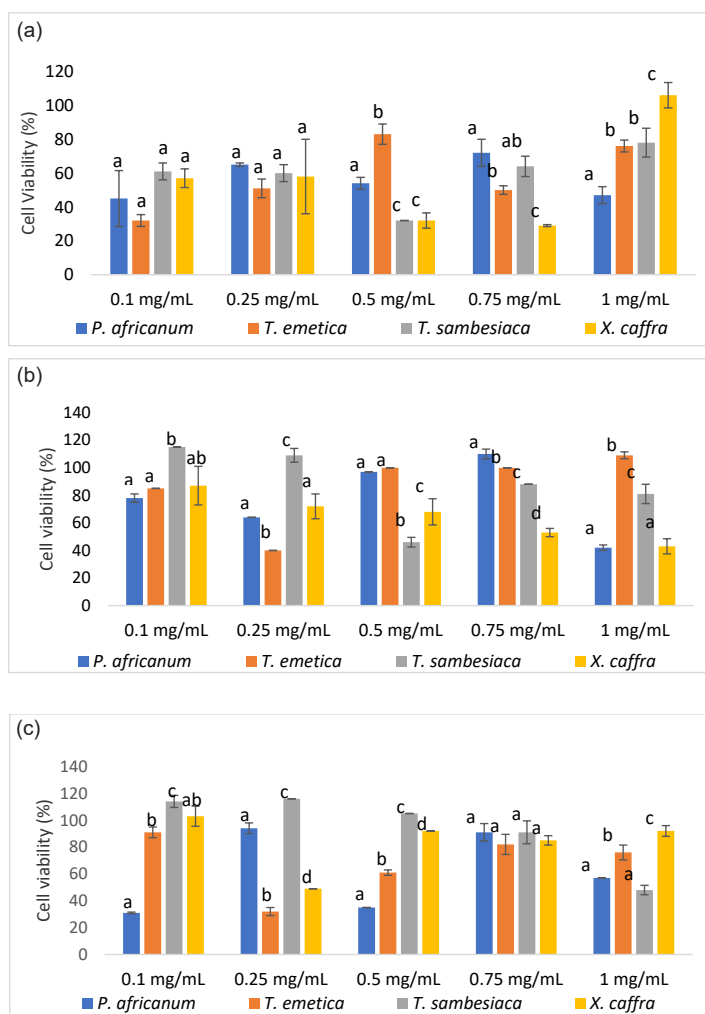 (a)
Cell Viability (%)
120
100
80
60
40
20
0
a a a a
a a a a
a b c c
a b ab c
a b b c
0.1 mg/mL 0.25 mg/mL 0.5 mg/mL 0.75 mg/mL 1 mg/mL
P. africanum T. emetica T. sambesiaca X. caffra
(b)
Cell viability (%)
140
120
100
80
60
40
20
0
a a b ab
a b c a
a a b c
a b c d
a b c a
0.1 mg/mL 0.25 mg/mL 0.5 mg/mL 0.75 mg/mL 1 mg/mL
P. africanum T. emetica T. sambesiaca X. caffra
(c)
Cell viability (%)
140
120
100
80
60
40
20
0
a b c ab
a b c d
a b c d
a a a a
a b a c
0.1 mg/mL 0.25 mg/mL 0.5 mg/mL 0.75 mg/mL 1 mg/mL
P. africanum T. emetica T. sambesiaca X. caffra